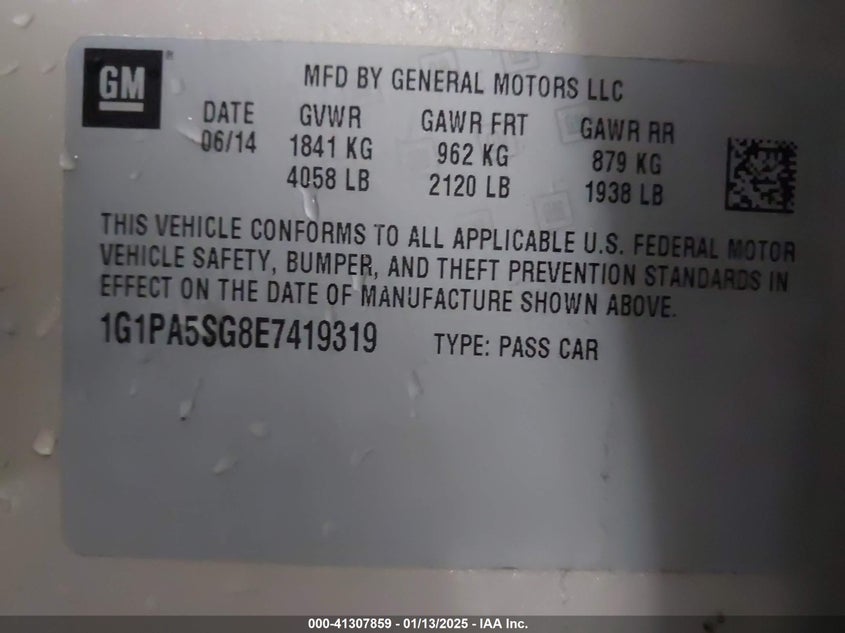 GM®
MFD BY GENERAL MOTORS LLC
DATE GVWR GAWR FRT GAWR RR
06/14 1841 KG 962 KG 879 KG
4058 LB 2120 LB 1938 LB
THIS VEHICLE CONFORMS TO ALL APPLICABLE U.S. FEDERAL MOTOR
VEHICLE SAFETY, BUMPER, AND THEFT PREVENTION STANDARDS IN
EFFECT ON THE DATE OF MANUFACTURE SHOWN ABOVE.
1G1PA5SG8E7419319 TYPE: PASS CAR
000-41307859 - 01/13/2025 - IAA Inc.